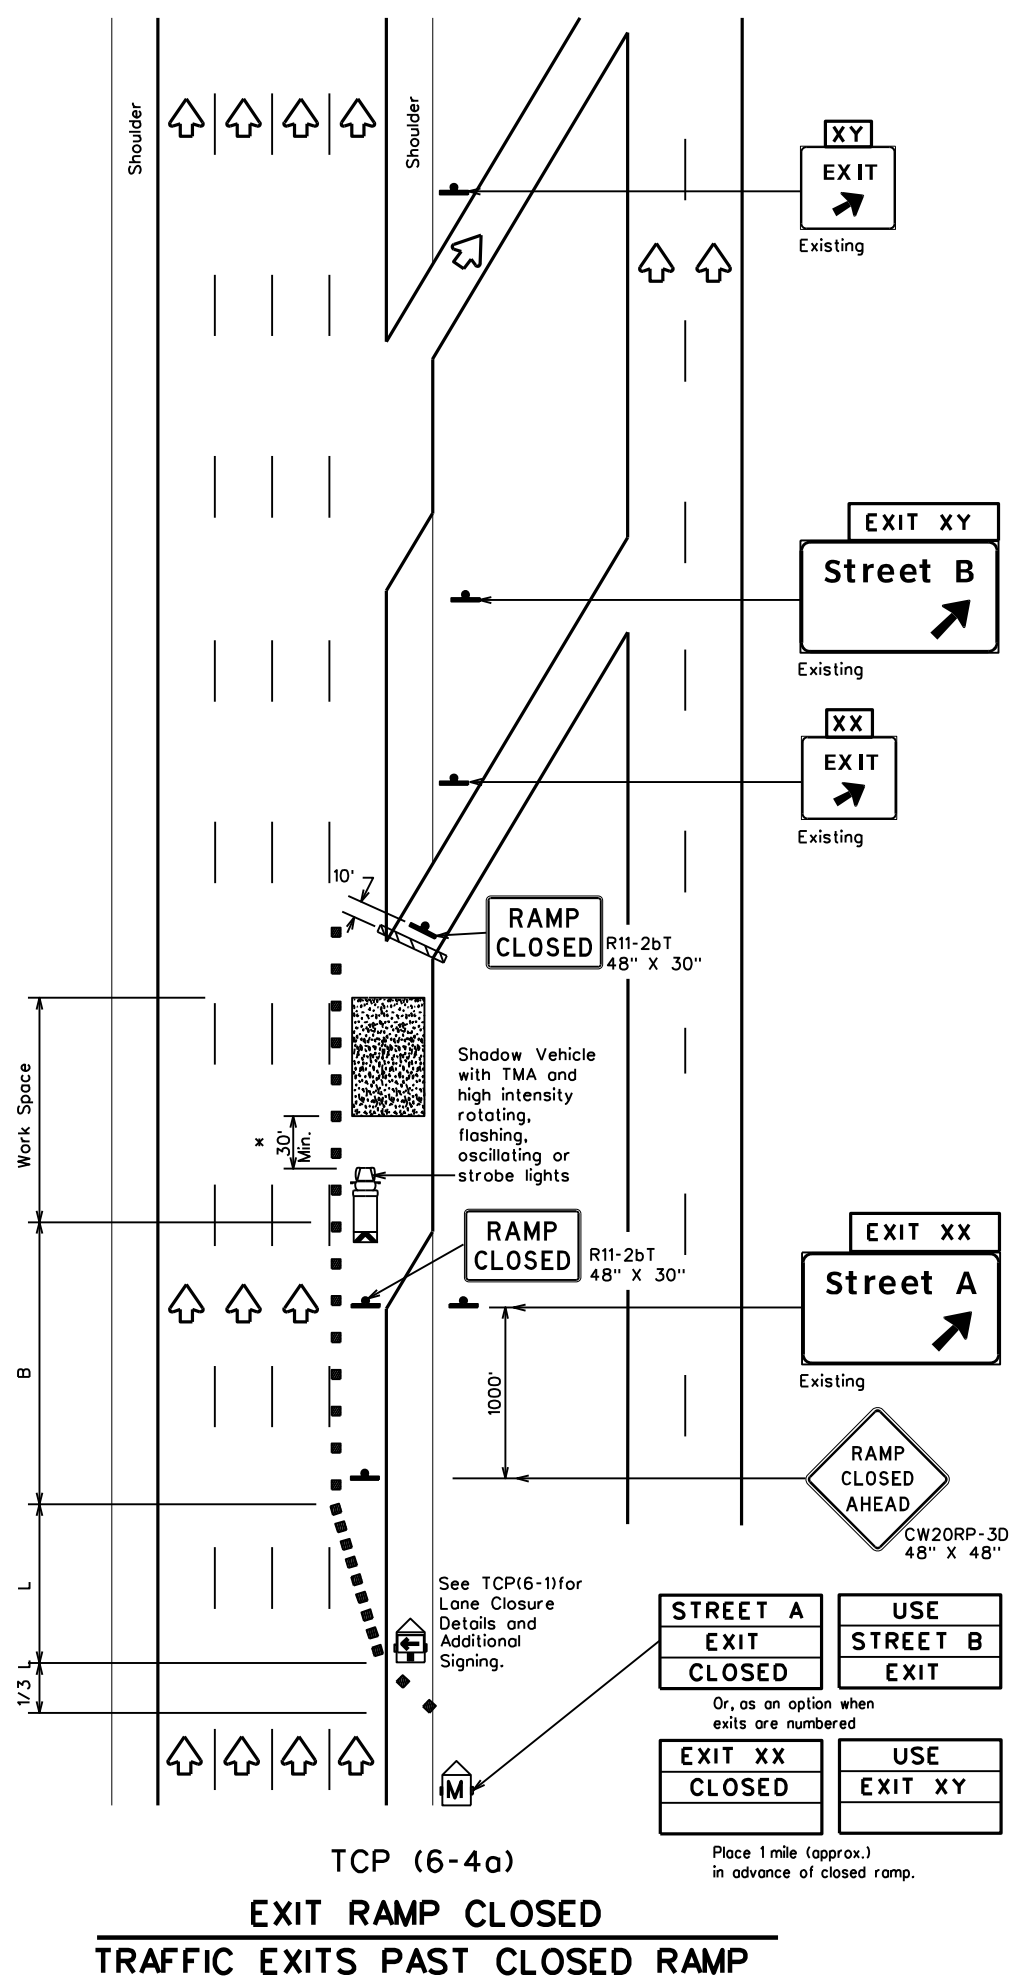 Shoulder
Shoulder
XY
EXIT
Existing
EXIT XY
Street B
Existing
XX
EXIT
Existing
10'
RAMP
CLOSED
R11-2bT
48" X 30"
Work Space
*
30'
Min.
Shadow Vehicle
with TMA and
high intensity
rotating,
flashing,
oscillating or
strobe lights
RAMP
CLOSED
R11-2bT
48" X 30"
EXIT XX
Street A
Existing
B
1000'
RAMP
CLOSED
AHEAD
CW20RP-3D
48" X 48"
L
See TCP(6-1)for
Lane Closure
Details and
Additional
Signing.
1/3 L
STREET A
EXIT
CLOSED
USE
STREET B
EXIT
Or, as an option when
exits are numbered
M
EXIT XX
CLOSED
USE
EXIT XY
Place 1 mile (approx.)
in advance of closed ramp.
TCP (6-4a)
EXIT RAMP CLOSED
TRAFFIC EXITS PAST CLOSED RAMP